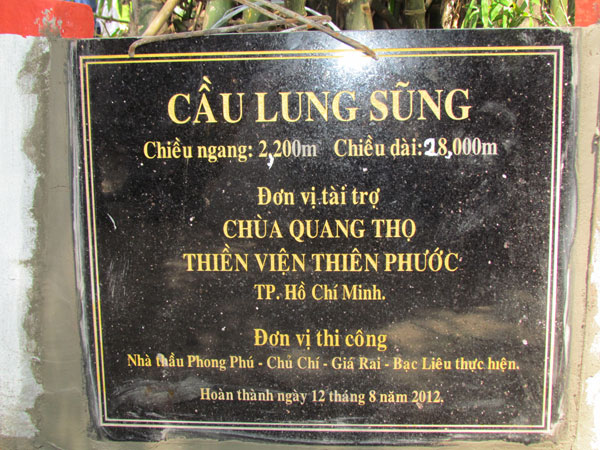 CẦU LUNG SŨNG
Chiều ngang: 2,200m Chiều dài: 28,000m
Đơn vị tài trợ
CHÙA QUANG THỌ
THIỀN VIỆN THIÊN PHƯỚC
TP. Hồ Chí Minh.
Đơn vị thi công
Nhà thầu Phong Phú - Chủ Chí - Giá Rai - Bạc Liêu thực hiện.
Hoàn thành ngày 12 tháng 8 năm 2012.